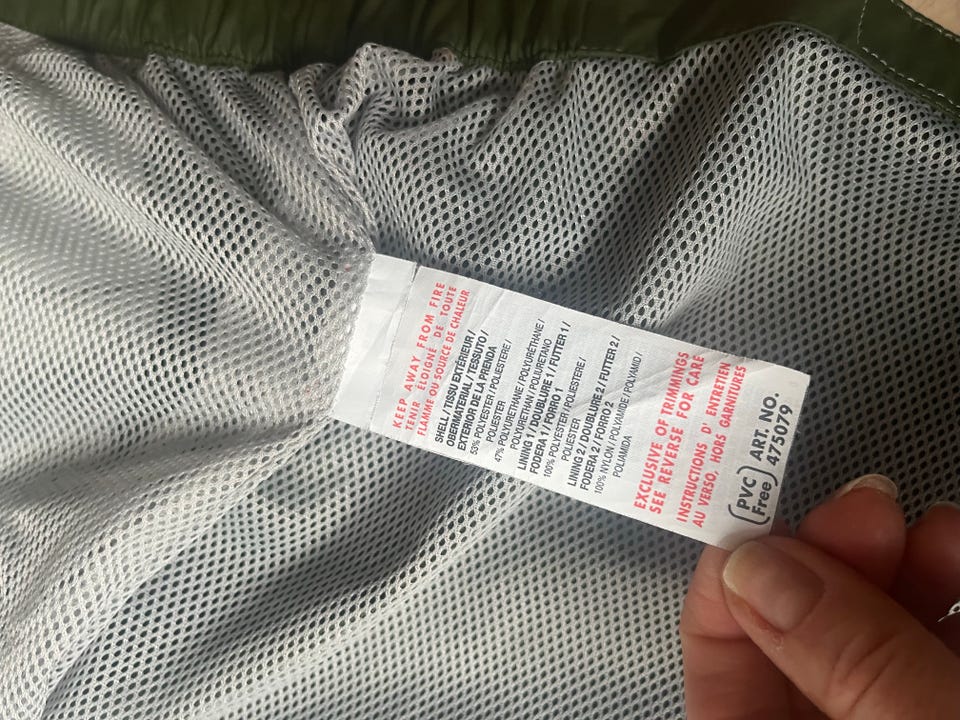 KEEP AWAY FROM FIRE
TENIR ÉLOIGNÉ DE TOUTE
FLAMME OU SOURCE DE CHALEUR
SHELL / TISSU EXTÉRIEUR /
OBERMATERIAL / TESSUTO /
EXTERIOR DE LA PRENDA
53% POLYESTER / POLIESTERE /
POLIESTER
47% POLYURETHANE / POLYURÉTHANE /
POLYURETHAN / POLIURETANO
LINING 1 / DOUBLURE 1 / FUTTER 1 /
FODERA 1 / FORRO 1
100% POLYESTER / POLIESTERE /
POLIESTER
LINING 2 / DOUBLURE 2 / FUTTER 2 /
FODERA 2 / FORRO 2
100% NYLON / POLYAMIDE / POLYAMID /
POLIAMIDA
EXCLUSIVE OF TRIMMINGS
SEE REVERSE FOR CARE
INSTRUCTIONS D' ENTRETIEN
AU VERSO, HORS GARNITURES
PVC Free
ART. NO.
475079